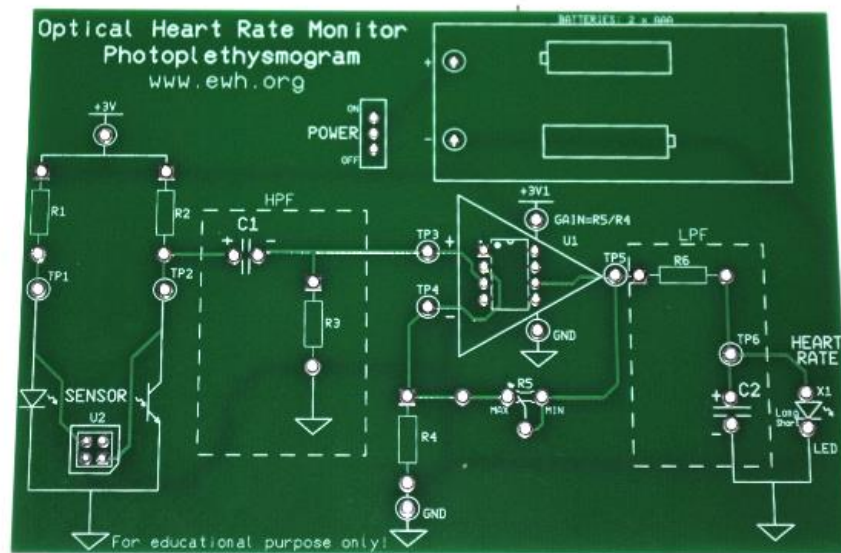 Optical Heart Rate Monitor
Photoplethysmogram
www.ewh.org
BATTERIES: 2 x AAA
+
-
ON
POWER
OFF
+3V
R1
R2
HPF
C1
+
-
R3
TP1
TP2
SENSOR
U2
TP3
TP4
+
-
+3V1
GAIN=R5/R4
U1
TP5
GND
LPF
R6
TP6
HEART
RATE
R5
MAX
MIN
R4
GND
+
C2
-
X1
Long
Short
LED
For educational purpose only!